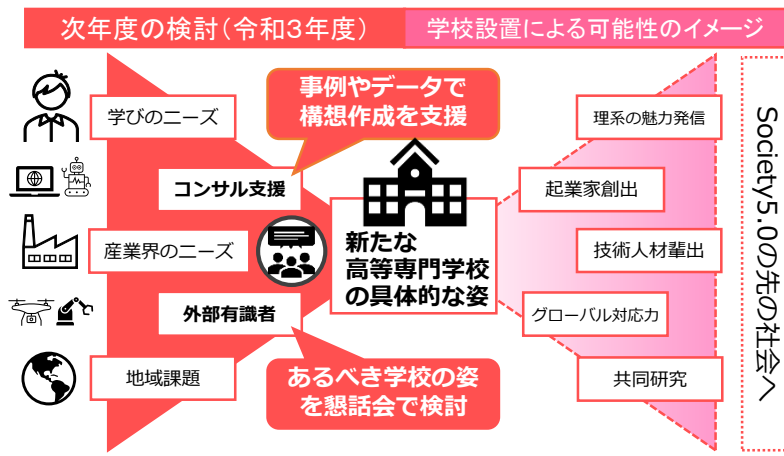 次年度の検討（令和3年度）
学校設置による可能性のイメージ
事例やデータで
構想作成を支援
学びのニーズ
コンサル支援
産業界のニーズ
外部有識者
地域課題
あるべき学校の姿
を懇話会で検討
新たな
高等専門学校
の具体的な姿
理系の魅力発信
起業家創出
技術人材輩出
グローバル対応力
共同研究
Society5.0の先の社会へ